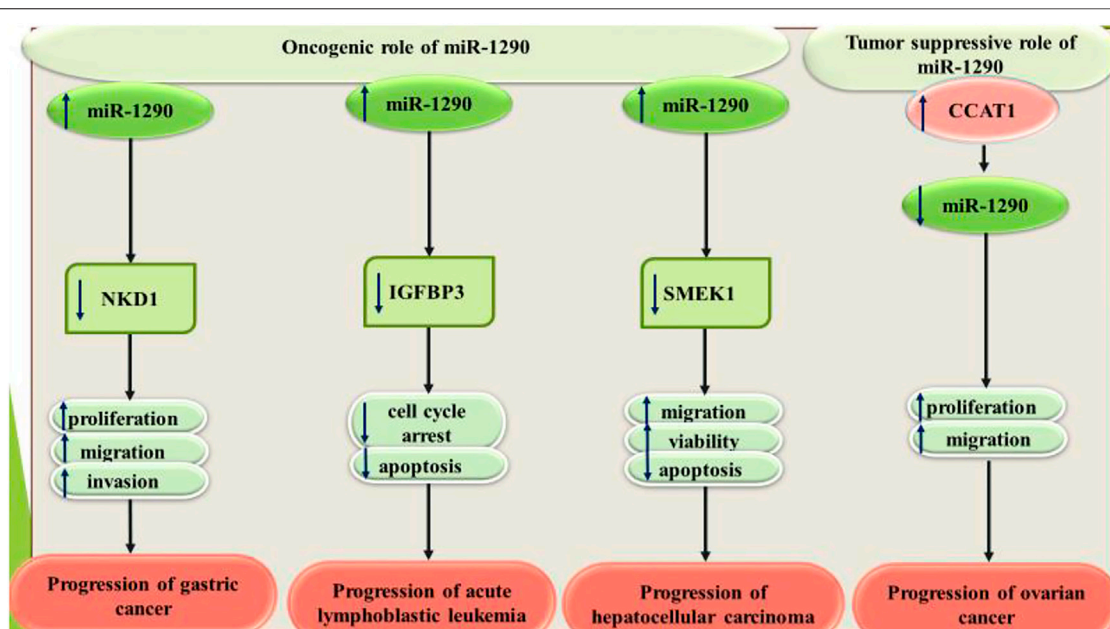 Oncogenic role of miR-1290
Tumor suppressive role of
miR-1290
miR-1290
miR-1290
miR-1290
CCAT1
miR-1290
NKD1
IGFBP3
SMEK1
proliferation
migration
invasion
cell cycle
arrest
apoptosis
migration
viability
apoptosis
proliferation
migration
Progression of gastric
cancer
Progression of acute
lymphoblastic leukemia
Progression of
hepatocellular carcinoma
Progression of ovarian
cancer